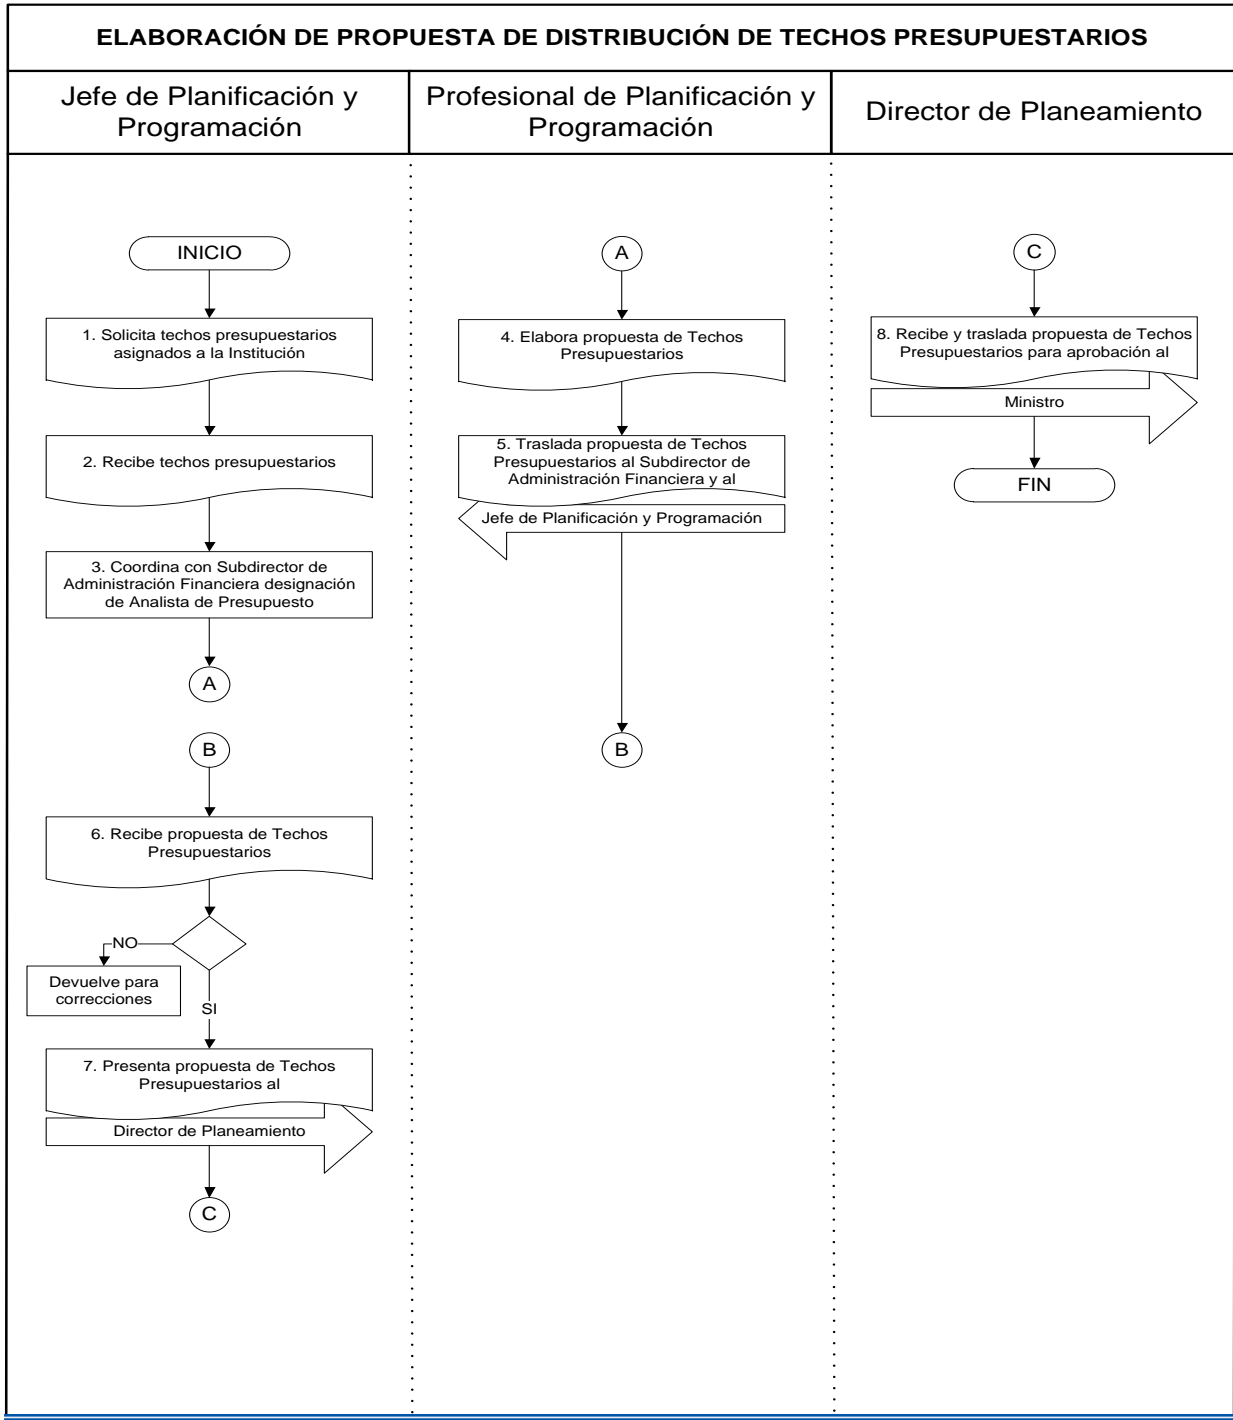 ELABORACIÓN DE PROPUESTA DE DISTRIBUCIÓN DE TECHOS PRESUPUESTARIOS
Jefe de Planificación y
Programación
Profesional de Planificación y
Programación
Director de Planeamiento
INICIO
1. Solicita techos presupuestarios
asignados a la Institución
2. Recibe techos presupuestarios
3. Coordina con Subdirector de
Administración Financiera designación
de Analista de Presupuesto
A
B
6. Recibe propuesta de Techos
Presupuestarios
NO
Devuelve para
correcciones
SI
7. Presenta propuesta de Techos
Presupuestarios al
Director de Planeamiento
C
A
4. Elabora propuesta de Techos
Presupuestarios
5. Traslada propuesta de Techos
Presupuestarios al Subdirector de
Administración Financiera y al
Jefe de Planificación y Programación
B
C
8. Recibe y traslada propuesta de Techos
Presupuestarios para aprobación al
Ministro
FIN